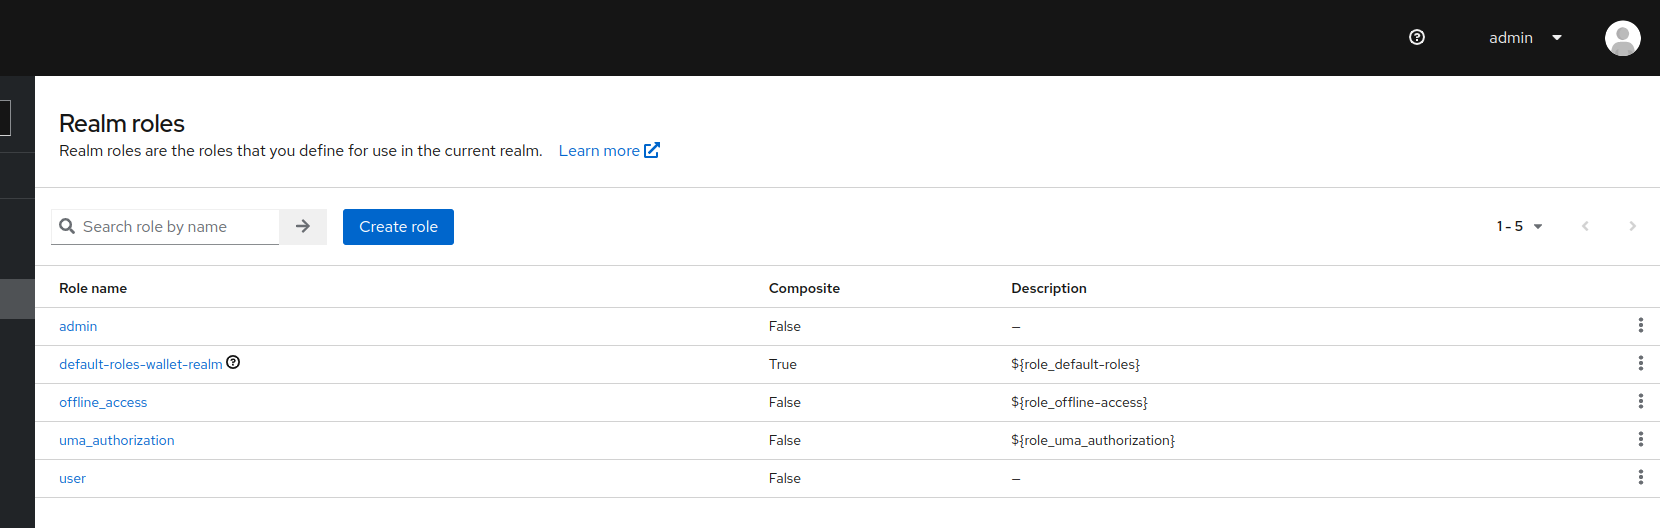 admin
Realm roles
Realm roles are the roles that you define for use in the current realm. Learn more
Search role by name Create role 1 - 5
Role name Composite Description
admin False –
default-roles-wallet-realm True ${role_default-roles}
offline_access False ${role_offline-access}
uma_authorization False ${role_uma_authorization}
user False –